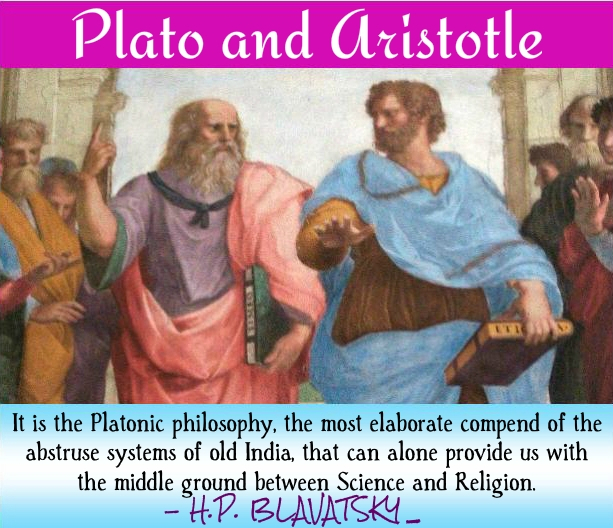 Plato and Aristotle
ETICA
It is the Platonic philosophy, the most elaborate compend of the
abstruse systems of old India, that can alone provide us with
the middle ground between Science and Religion.
– H.P. BLAVATSKY _